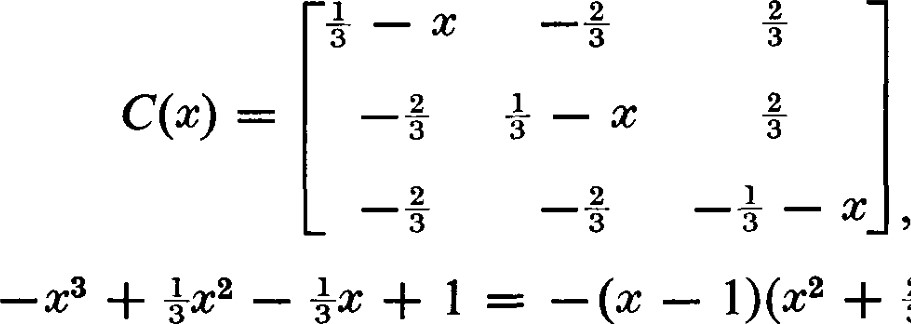 1/3 − x −2/3 2/3
C(x) = −2/3 1/3 − x 2/3
−2/3 −2/3 −1/3 − x ,
−x³ + 1/3x² − 1/3x + 1 = −(x − 1)(x² +